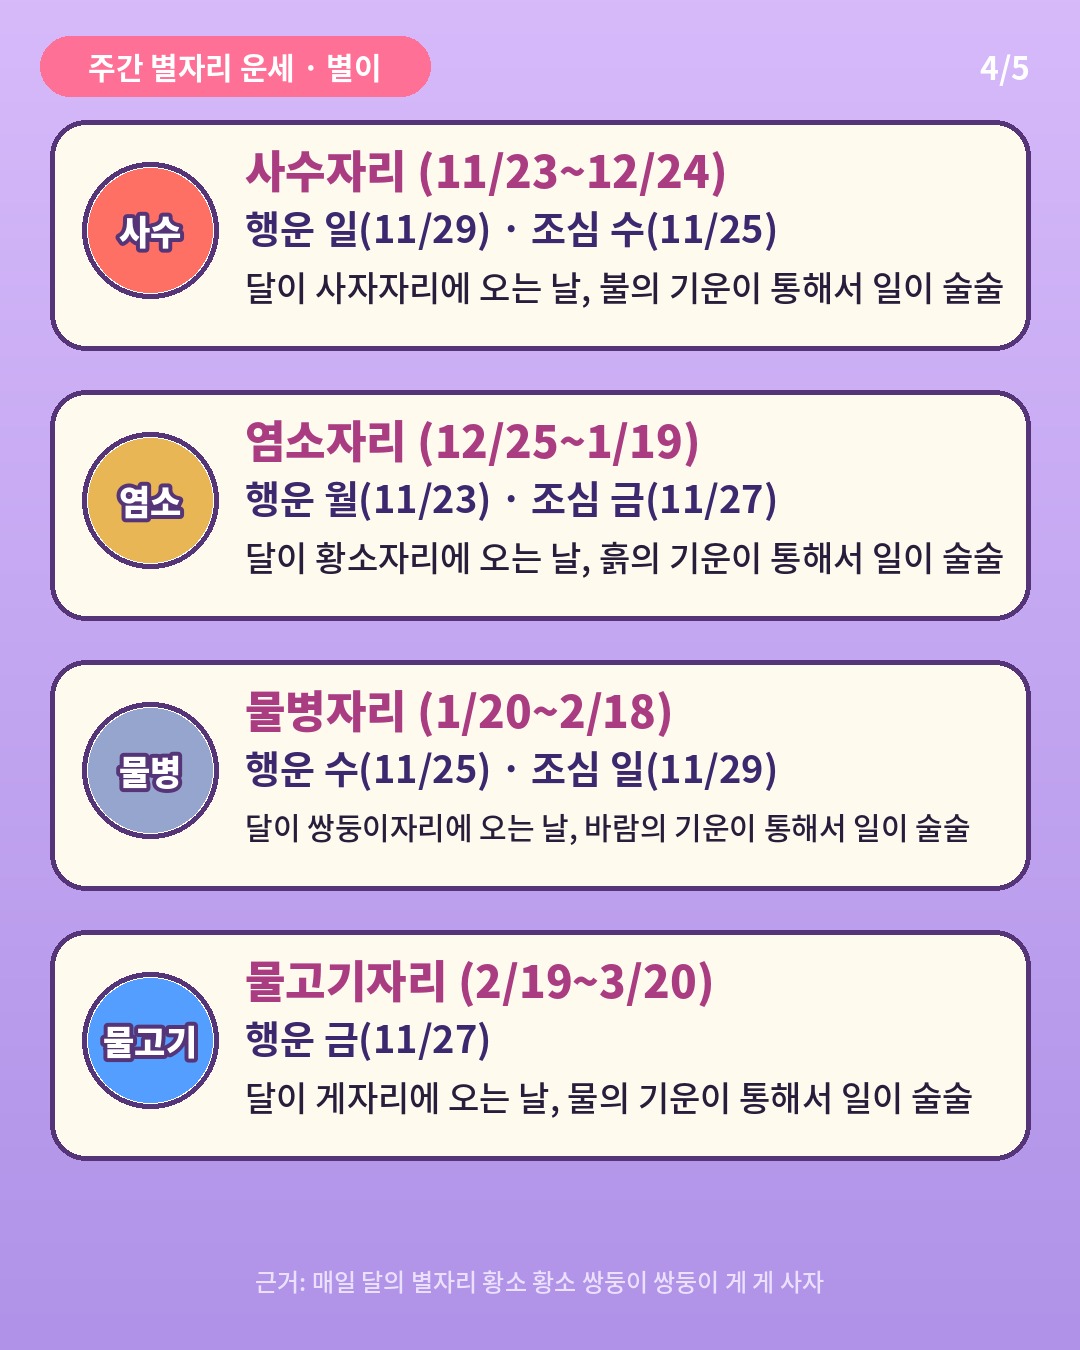 주간 별자리 운세 · 별이
4/5
사수자리 (11/23~12/24)
사수
행운 일(11/29) · 조심 수(11/25)
달이 사자자리에 오는 날, 불의 기운이 통해서 일이 술술
염소자리 (12/25~1/19)
염소
행운 월(11/23) · 조심 금(11/27)
달이 황소자리에 오는 날, 흙의 기운이 통해서 일이 술술
물병자리 (1/20~2/18)
물병
행운 수(11/25) · 조심 일(11/29)
달이 쌍둥이자리에 오는 날, 바람의 기운이 통해서 일이 술술
물고기자리 (2/19~3/20)
물고기
행운 금(11/27)
달이 게자리에 오는 날, 물의 기운이 통해서 일이 술술
근거: 매일 달의 별자리 황소 황소 쌍둥이 쌍둥이 게 게 사자